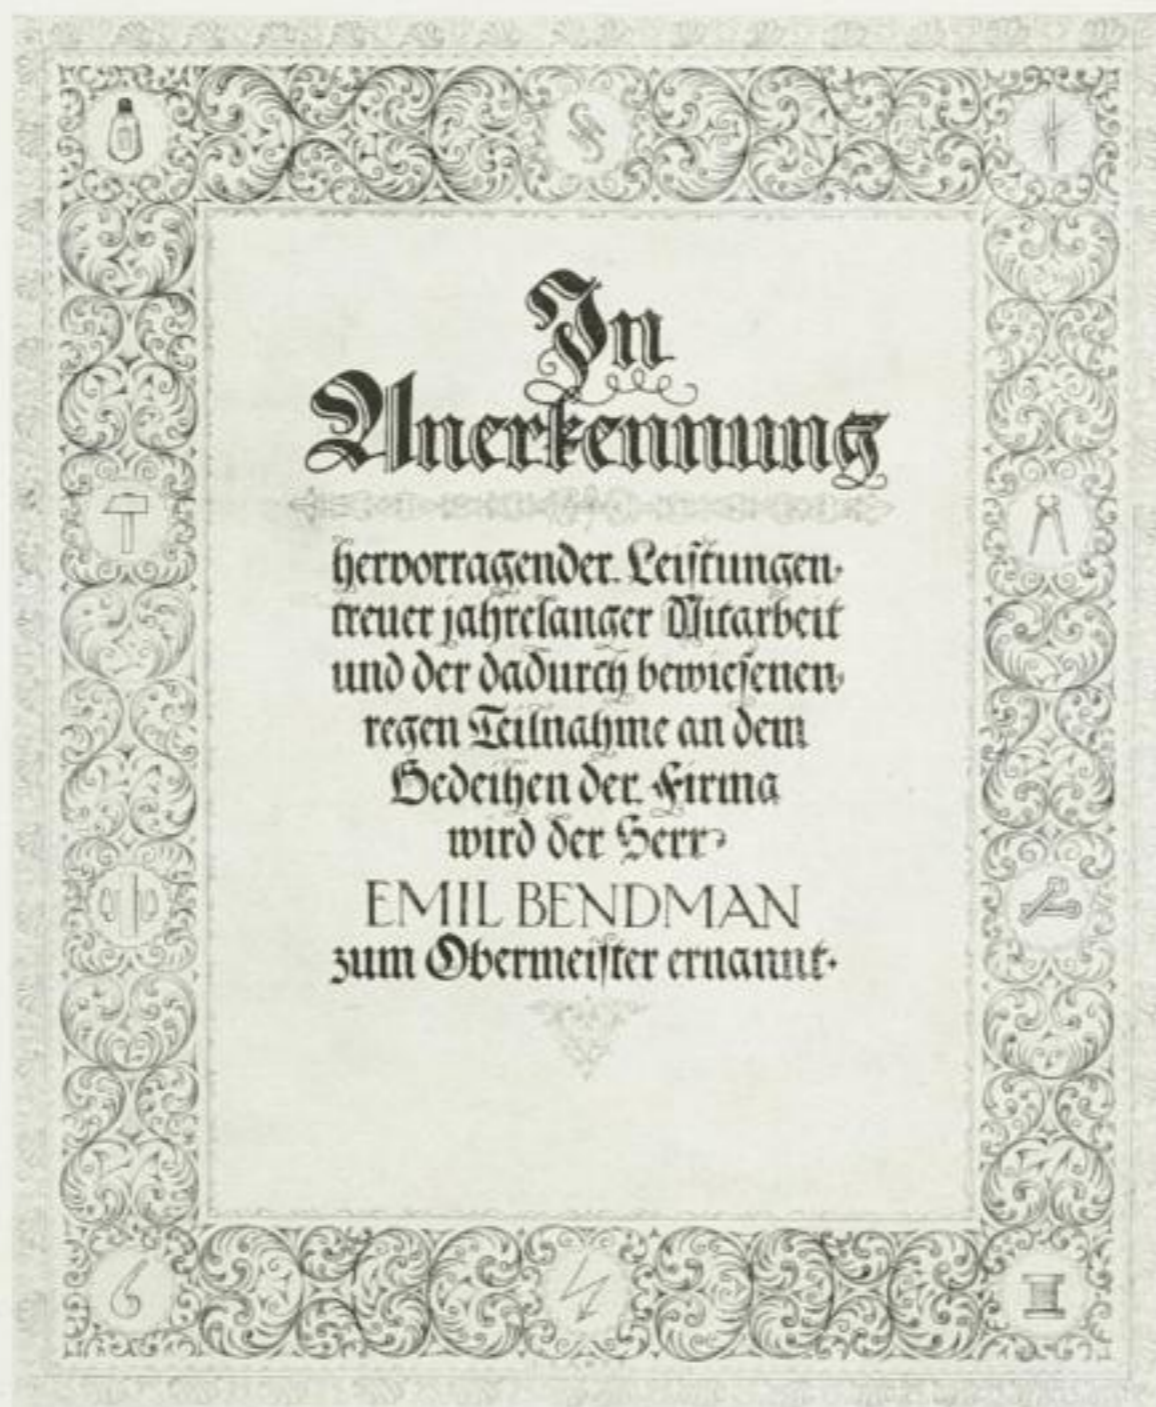 In
Anerkennung
hervorragender Leistungen
treuer jahrelanger Mitarbeit
und der dadurch bewiesenen
regen Teilnahme an dem
Gedeihen der Firma
wird der Herr
EMIL BENDMAN
zum Obermeister ernannt.